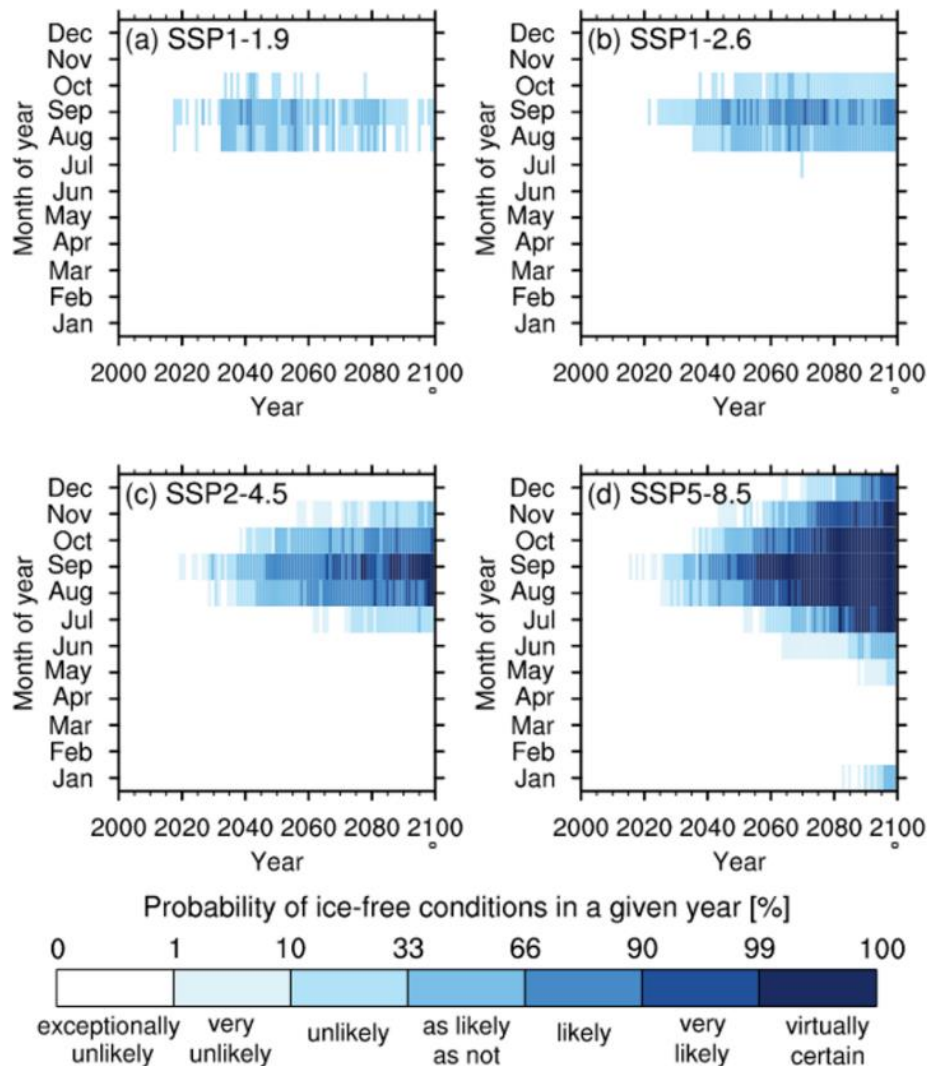 (a) SSP1-1.9
Dec
Nov
Oct
Sep
Aug
Jul
Jun
May
Apr
Mar
Feb
Jan
Month of year
2000 2020 2040 2060 2080 2100
Year
(b) SSP1-2.6
Dec
Nov
Oct
Sep
Aug
Jul
Jun
May
Apr
Mar
Feb
Jan
Month of year
2000 2020 2040 2060 2080 2100
Year
(c) SSP2-4.5
Dec
Nov
Oct
Sep
Aug
Jul
Jun
May
Apr
Mar
Feb
Jan
Month of year
2000 2020 2040 2060 2080 2100
Year
(d) SSP5-8.5
Dec
Nov
Oct
Sep
Aug
Jul
Jun
May
Apr
Mar
Feb
Jan
Month of year
2000 2020 2040 2060 2080 2100
Year
Probability of ice-free conditions in a given year [%]
0 1 10 33 66 90 99 100
exceptionally unlikely
very unlikely
unlikely
as likely as not
likely
very likely
virtually certain